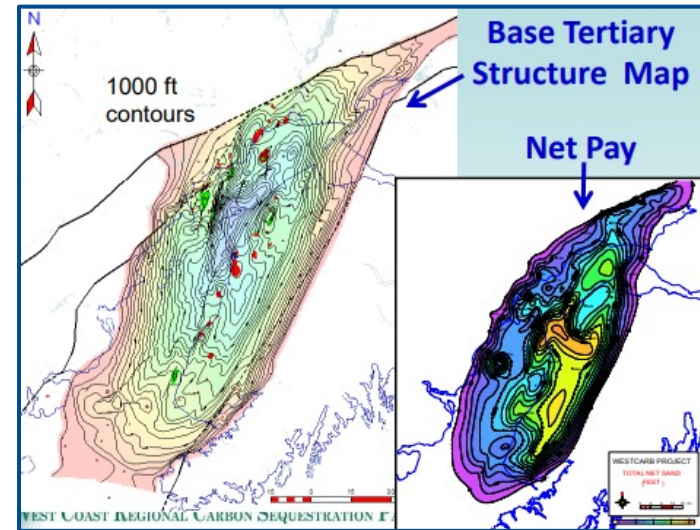 N
Base Tertiary
Structure Map
1000 ft
contours
Net Pay
WESTCARB PROJECT
TOTAL NET SAND
(FEET)
WEST COAST REGIONAL CARBON SEQUESTRATION